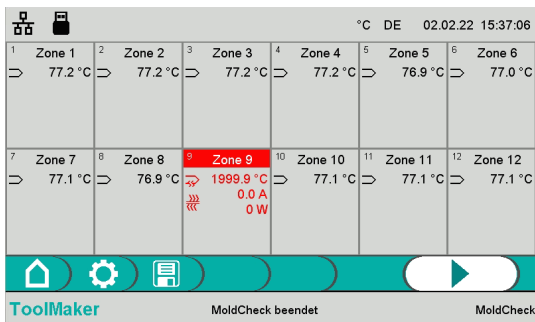 °C DE 02.02.22 15:37:06
1 Zone 1 2 Zone 2 3 Zone 3 4 Zone 4 5 Zone 5 6 Zone 6
77.2 °C 77.2 °C 77.2 °C 77.2 °C 76.9 °C 77.0 °C
7 Zone 7 8 Zone 8 9 Zone 9 10 Zone 10 11 Zone 11 12 Zone 12
77.1 °C 76.9 °C 1999.9 °C 77.1 °C 77.1 °C 77.1 °C
0.0 A
0 W
ToolMaker MoldCheck beendet MoldCheck